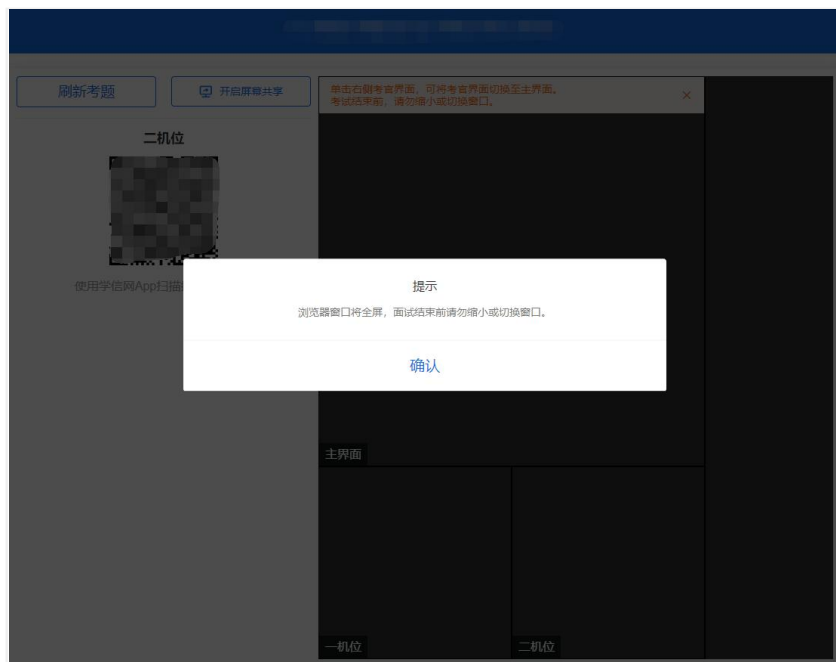 刷新考题
开启屏幕共享
单击右侧考官界面，可将考官界面切换至主界面。
考试结束前，请勿缩小或切换窗口。
二机位
使用学信网App扫描
提示
浏览器窗口将全屏，面试结束前请勿缩小或切换窗口。
确认
主界面
一机位
二机位